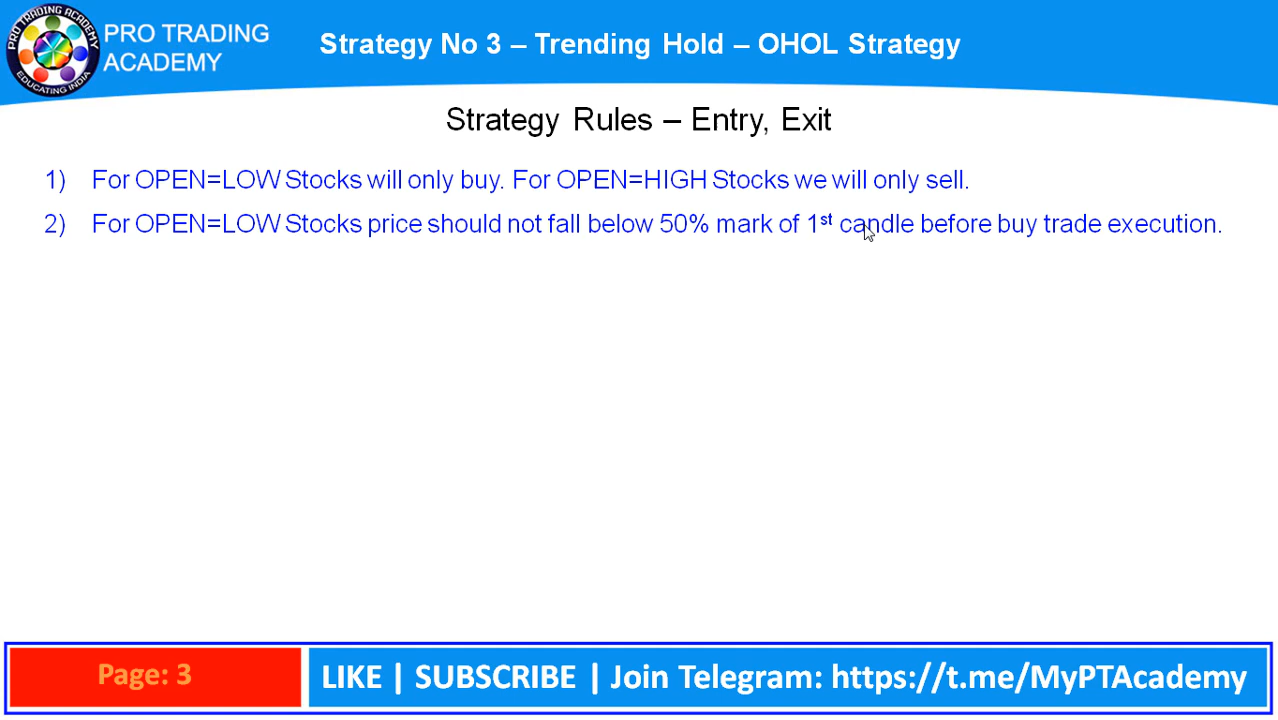 PRO TRADING ACADEMY
EDUCATING INDIA
PRO TRADING
ACADEMY
Strategy No 3 – Trending Hold – OHOL Strategy
Strategy Rules – Entry, Exit
1) For OPEN=LOW Stocks will only buy. For OPEN=HIGH Stocks we will only sell.
2) For OPEN=LOW Stocks price should not fall below 50% mark of 1st candle before buy trade execution.
Page: 3
LIKE | SUBSCRIBE | Join Telegram: https://t.me/MyPTAcademy